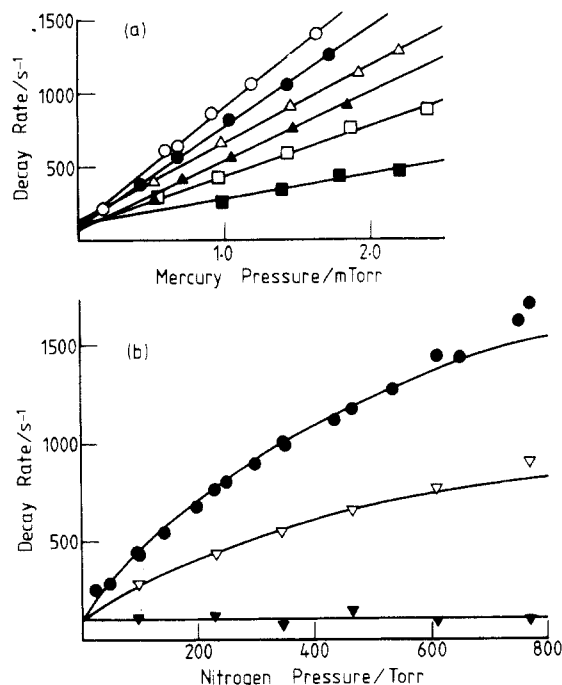 (a)
1500
1000
500
Decay Rate/s⁻¹
1.0
2.0
Mercury Pressure/mTorr
(b)
1500
1000
500
Decay Rate/s⁻¹
200
400
600
800
Nitrogen Pressure/Torr